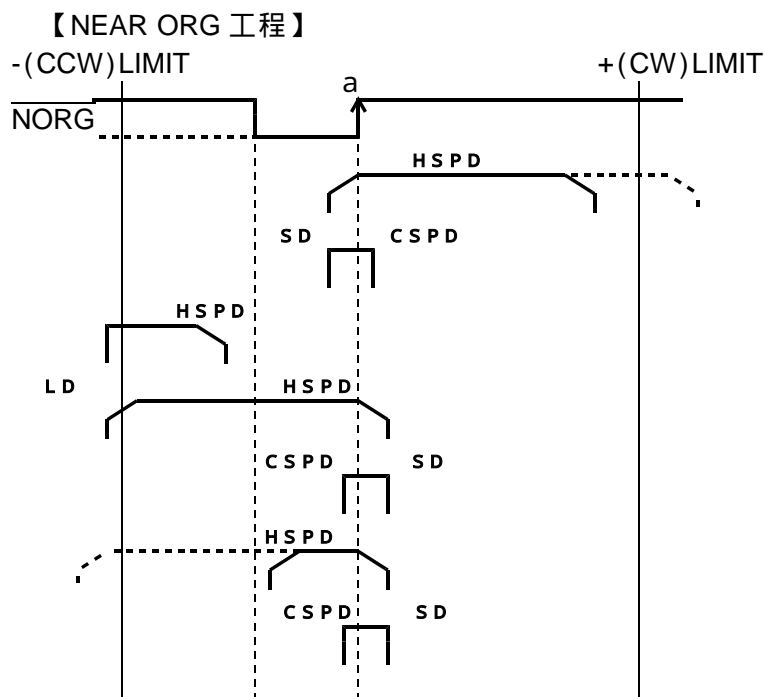 【NEAR ORG 工程】
-(CCW)LIMIT +(CW)LIMIT
a
NORG
HSPD
SD CSPD
HSPD
LD HSPD
CSPD SD
HSPD
CSPD SD